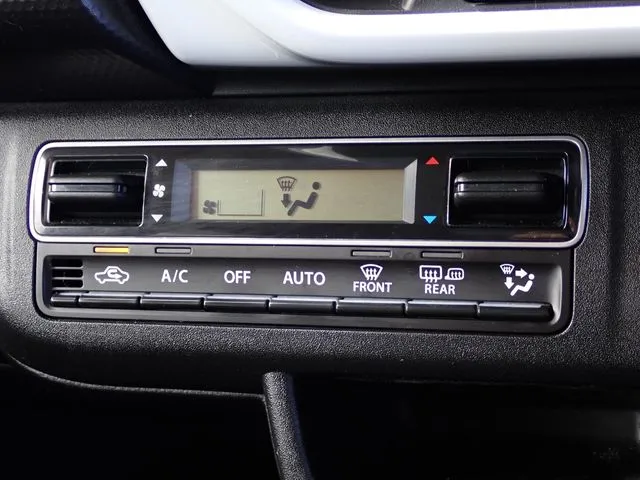 A/C OFF AUTO FRONT REAR